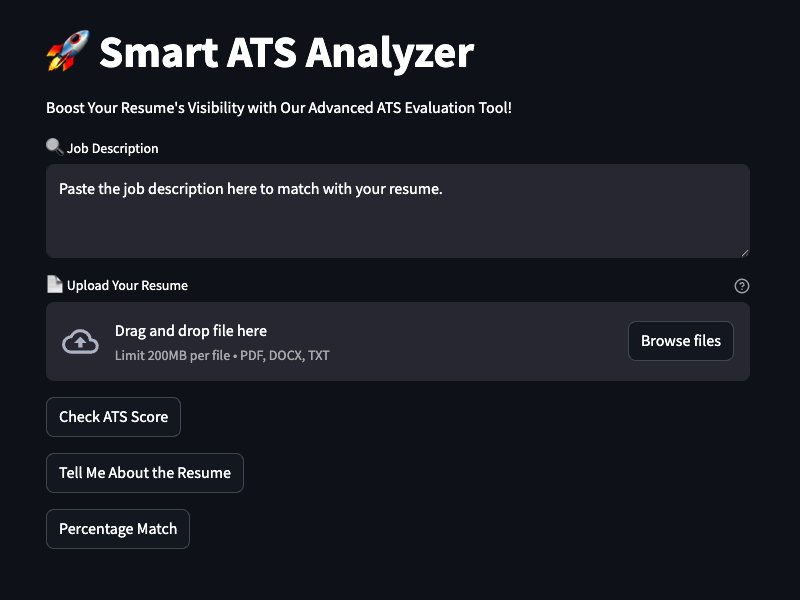 🚀 Smart ATS Analyzer
Boost Your Resume's Visibility with Our Advanced ATS Evaluation Tool!
🔍 Job Description
Paste the job description here to match with your resume.
📄 Upload Your Resume
Drag and drop file here
Limit 200MB per file • PDF, DOCX, TXT
Browse files
Check ATS Score
Tell Me About the Resume
Percentage Match